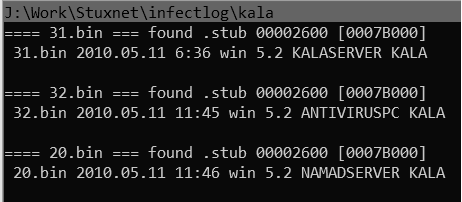 J:\Work\Stuxnet\infectlog\kala
==== 31.bin === found .stub 00002600 [0007B000]
31.bin 2010.05.11 6:36 win 5.2 KALASERVER KALA
==== 32.bin === found .stub 00002600 [0007B000]
32.bin 2010.05.11 11:45 win 5.2 ANTIVIRUSPC KALA
==== 20.bin === found .stub 00002600 [0007B000]
20.bin 2010.05.11 11:46 win 5.2 NAMADSERVER KALA